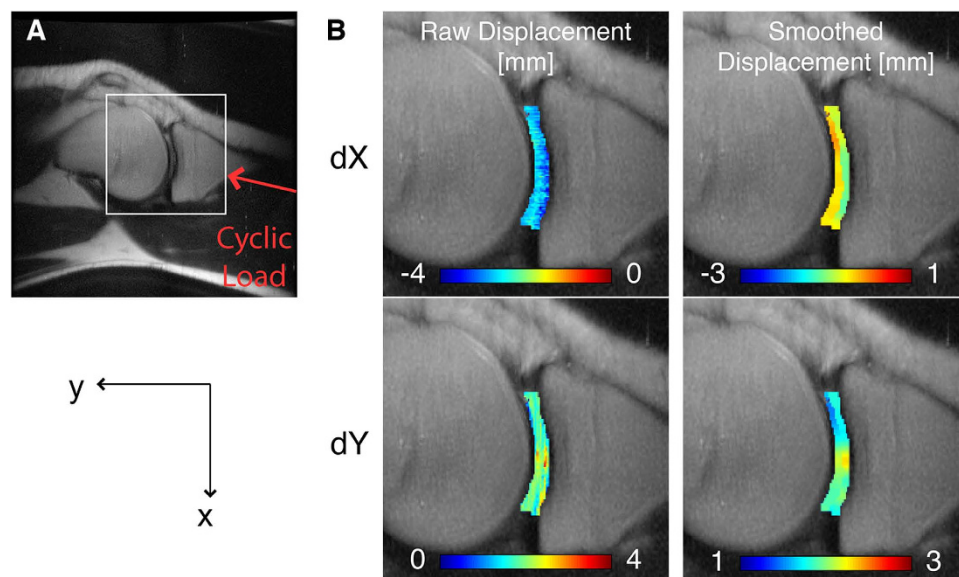 A
Cyclic
Load
y
x
B
Raw Displacement
[mm]
Smoothed
Displacement [mm]
dX
-4
0
-3
1
dY
0
4
1
3